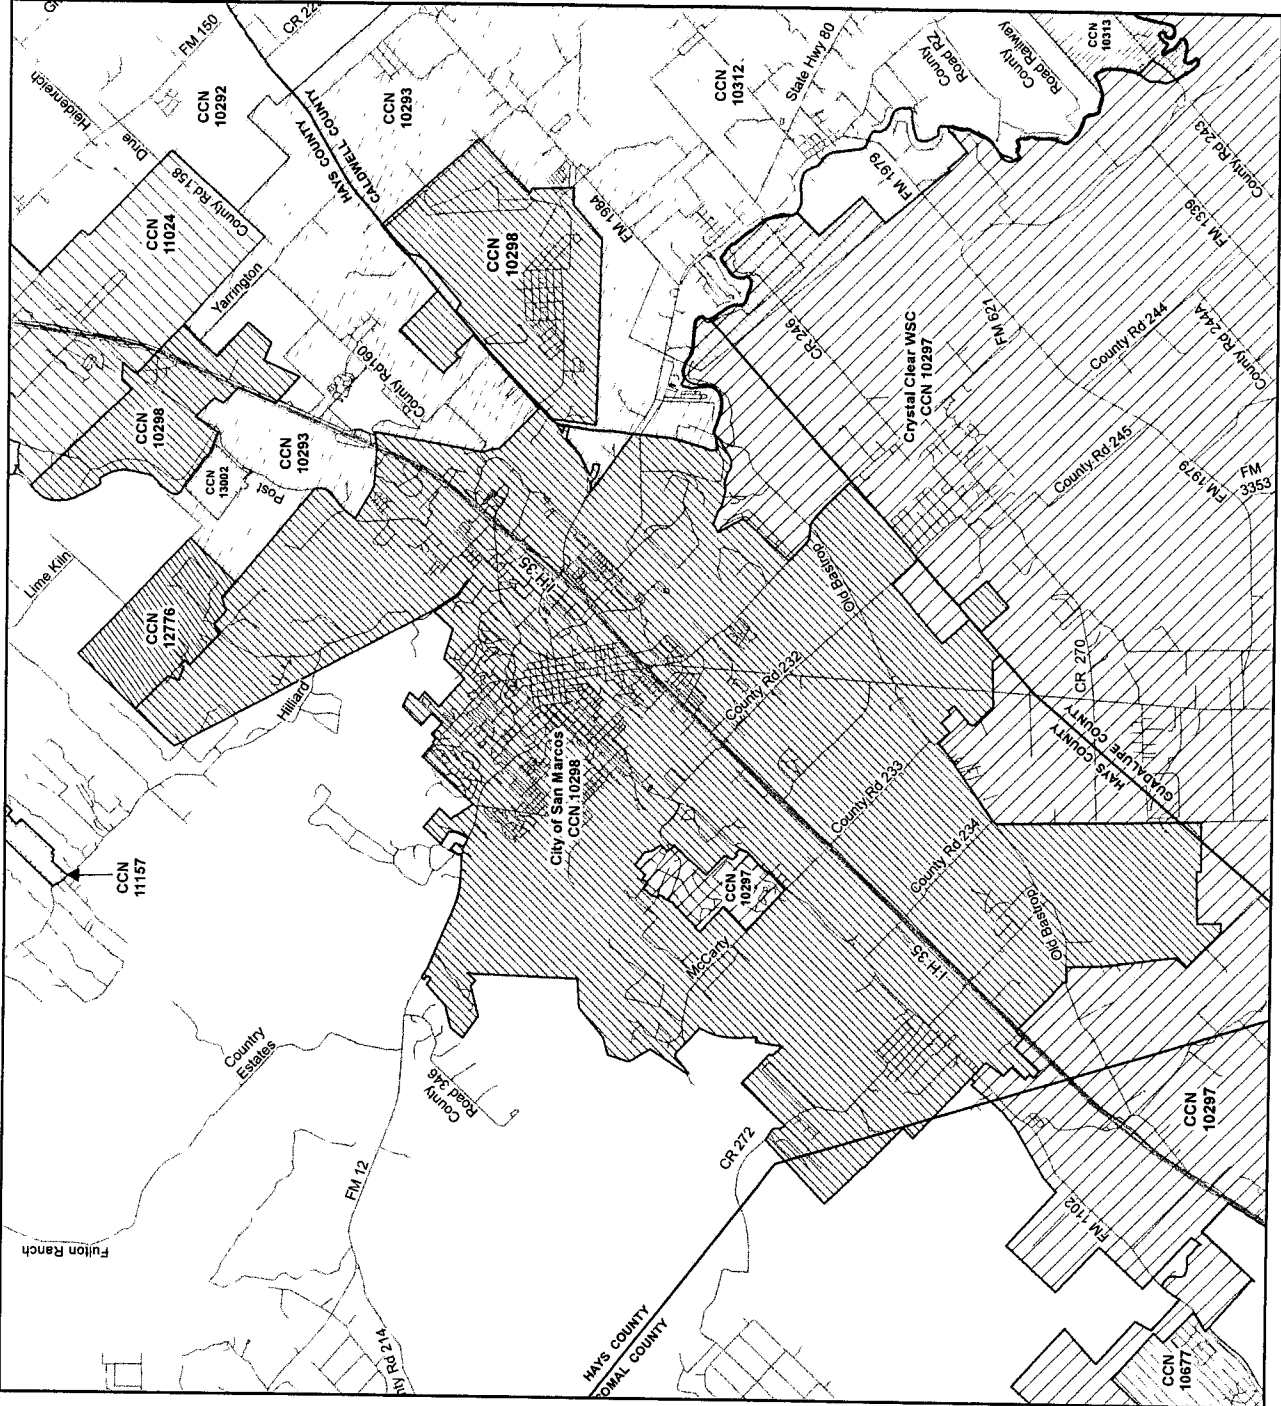 FM 150
CR 22
Heidenreich
Drue
CCN
10292
HAYS COUNTY
CALDWELL COUNTY
CCN
10293
CCN
10312
State Hwy 80
County
Road RZ
County
Road Railway
CCN
10313
County Rd 158
CCN
11024
Yarrington
CCN
10298
FM 1984
FM 1979
County Rd 243
FM 1339
CCN
10298
CCN
13002
CCN
10293
Post
County Rd 160
CR 246
FM 621
County Rd 244
County Rd 244A
Crystal Clear WSC
CCN 10297
County Rd 245
FM 1979
FM
3353
Lime Kiln
CCN
12776
Hilliard
I-H 35
Old Bastrop
County Rd 232
CR 270
HAYS COUNTY
GUADALUPE COUNTY
CCN
11157
City of San Marcos
CCN 10298
County Rd 233
County Rd 234
CCN
10297
McCarty
I-H 35
Old Bastrop
Country
Estates
County
Road 346
FM 12
CR 272
CCN
10297
FM 1102
Fulton Ranch
nty Rd 214
HAYS COUNTY
OMAL COUNTY
CCN
10677